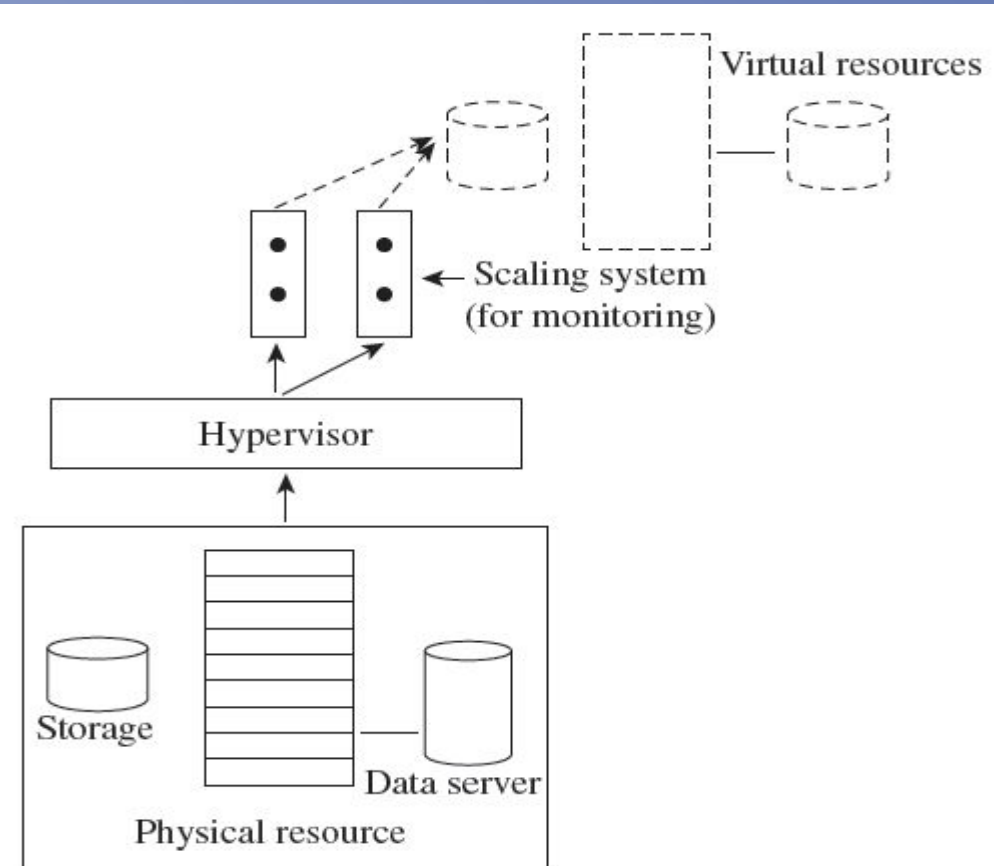 Virtual resources
Scaling system
(for monitoring)
Hypervisor
Storage
Data server
Physical resource